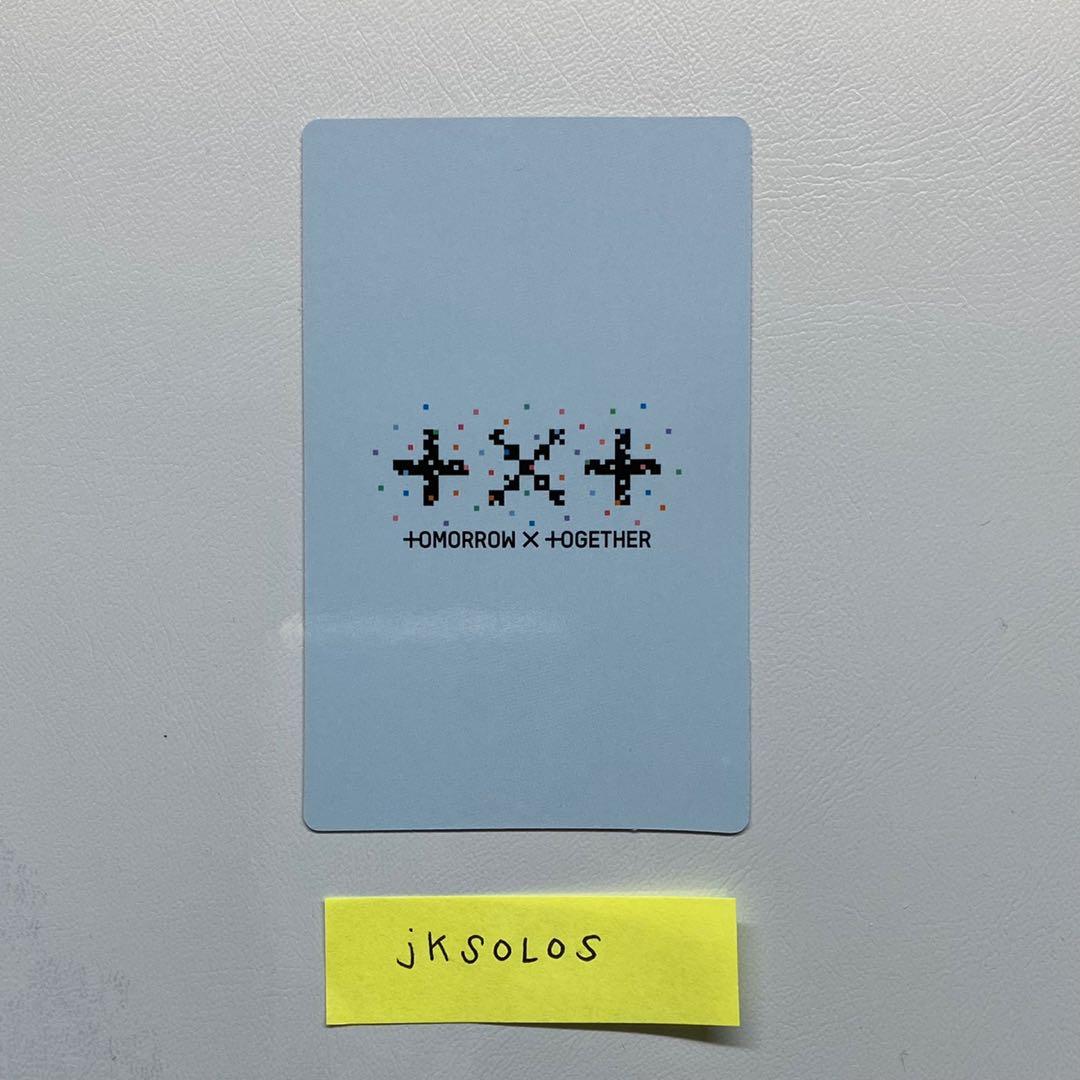 +×+
TOMORROW × TOGETHER
jKSOLOS